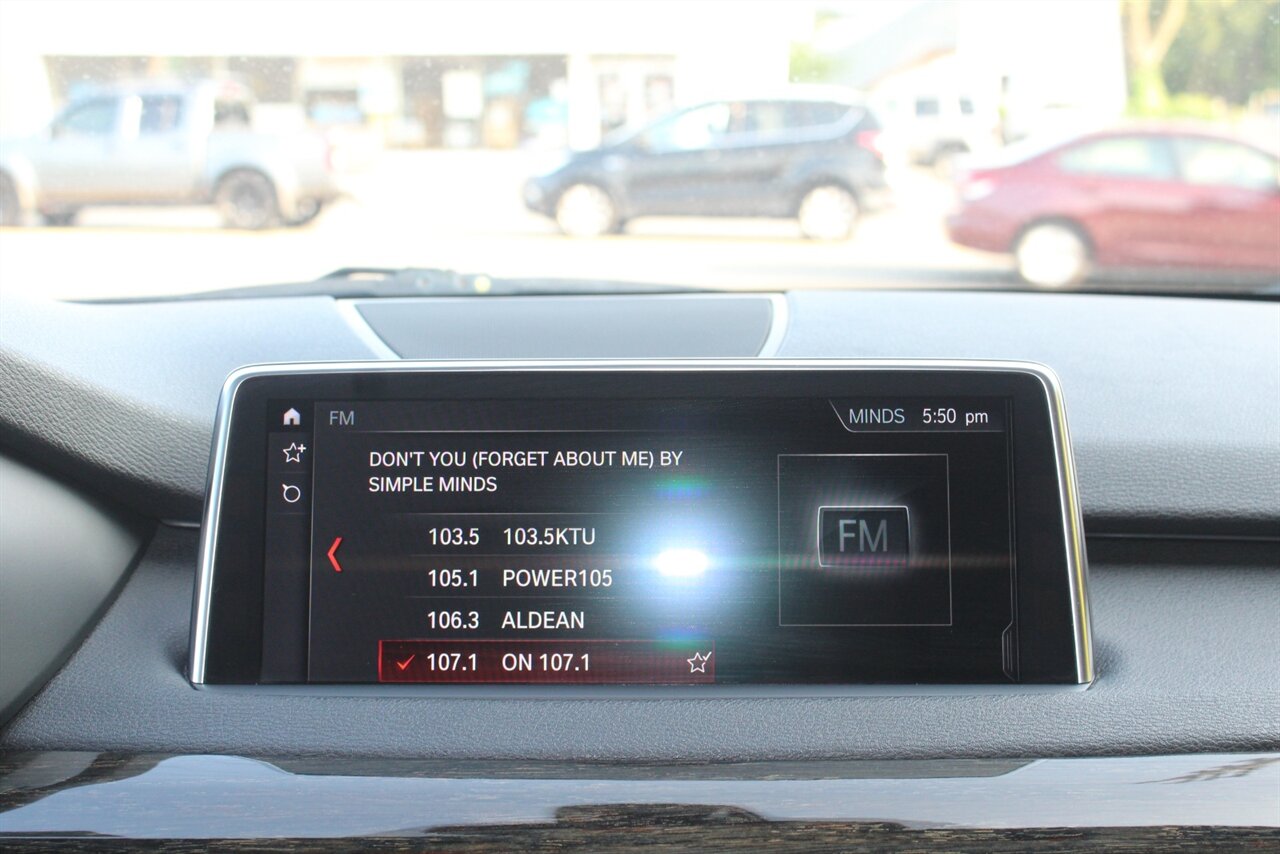 FM
MINDS 5:50 pm
DON'T YOU (FORGET ABOUT ME) BY
SIMPLE MINDS
103.5 103.5KTU
105.1 POWER105
106.3 ALDEAN
107.1 ON 107.1
FM